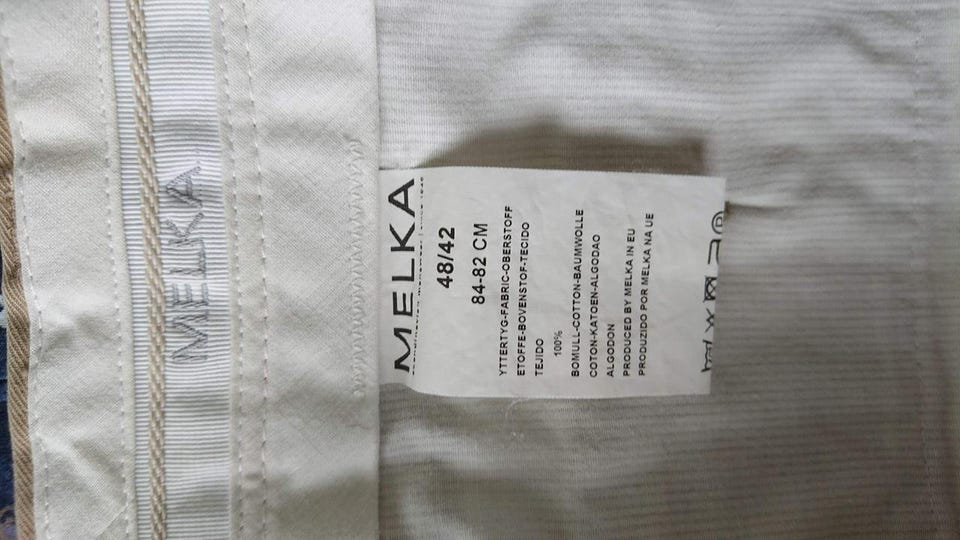 MELKA
MELKA
48/42
84-82 CM
YTTERTYG-FABRIC-OBERSTOFF
ETOFFE-BOVENSTOF-TECIDO
TEJIDO
100%
BOMULL-COTTON-BAUMWOLLE
COTON-KATOEN-ALGODAO
ALGODON
PRODUCED BY MELKA IN EU
PRODUZIDO POR MELKA NA UE
P